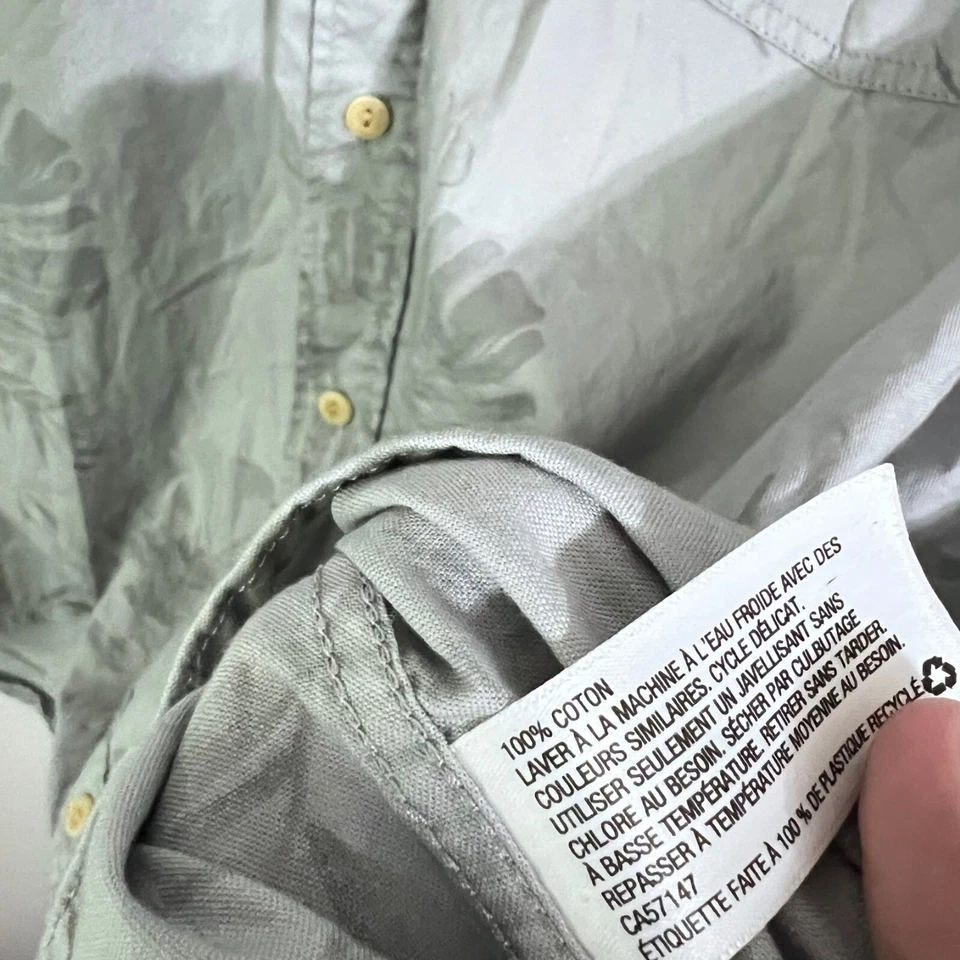 100% COTON
LAVER À LA MACHINE À L'EAU FROIDE AVEC DES
COULEURS SIMILAIRES. CYCLE DÉLICAT.
UTILISER SEULEMENT UN JAVELLISANT SANS
CHLORE AU BESOIN. SÉCHER PAR CULBUTAGE
À BASSE TEMPÉRATURE. RETIRER SANS TARDER.
REPASSER À TEMPÉRATURE MOYENNE AU BESOIN.
CA57147
ÉTIQUETTE FAITE À 100 % DE PLASTIQUE RECYCLÉ